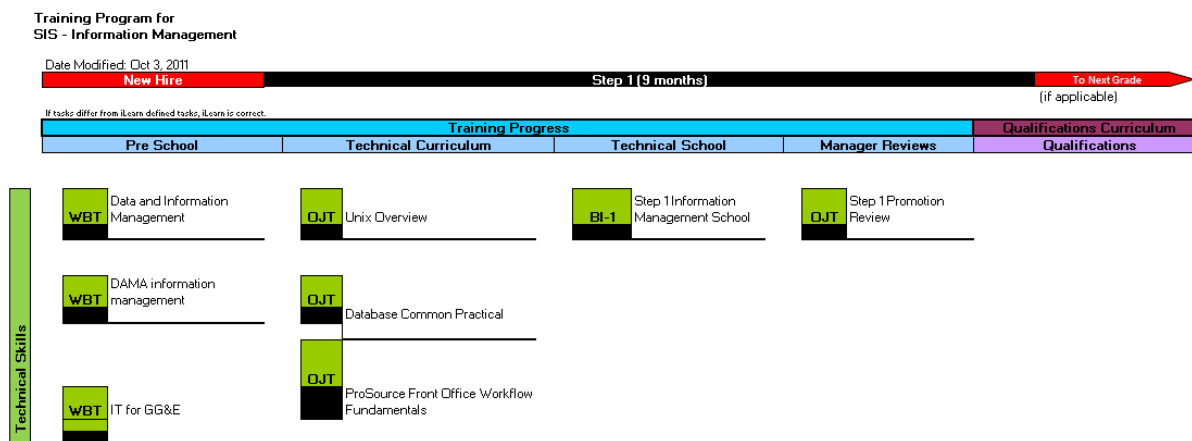 Training Program for
SIS - Information Management
Date Modified: Oct 3, 2011
New Hire
Step 1 (9 months)
To Next Grade
(if applicable)
If tasks differ from iLearn defined tasks, iLearn is correct.
Training Progress
Qualifications Curriculum
Pre School
Technical Curriculum
Technical School
Manager Reviews
Qualifications
Technical Skills
WBT
Data and Information
Management
OJT
Unix Overview
BI-1
Step 1 Information
Management School
OJT
Step 1 Promotion
Review
WBT
DAMA information
management
OJT
Database Common Practical
WBT
IT for GG&E
OJT
ProSource Front Office Workflow
Fundamentals